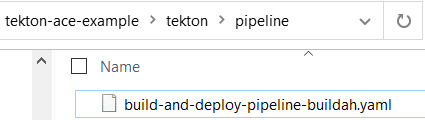 tekton-ace-example > tekton > pipeline
Name
build-and-deploy-pipeline-buildah.yaml